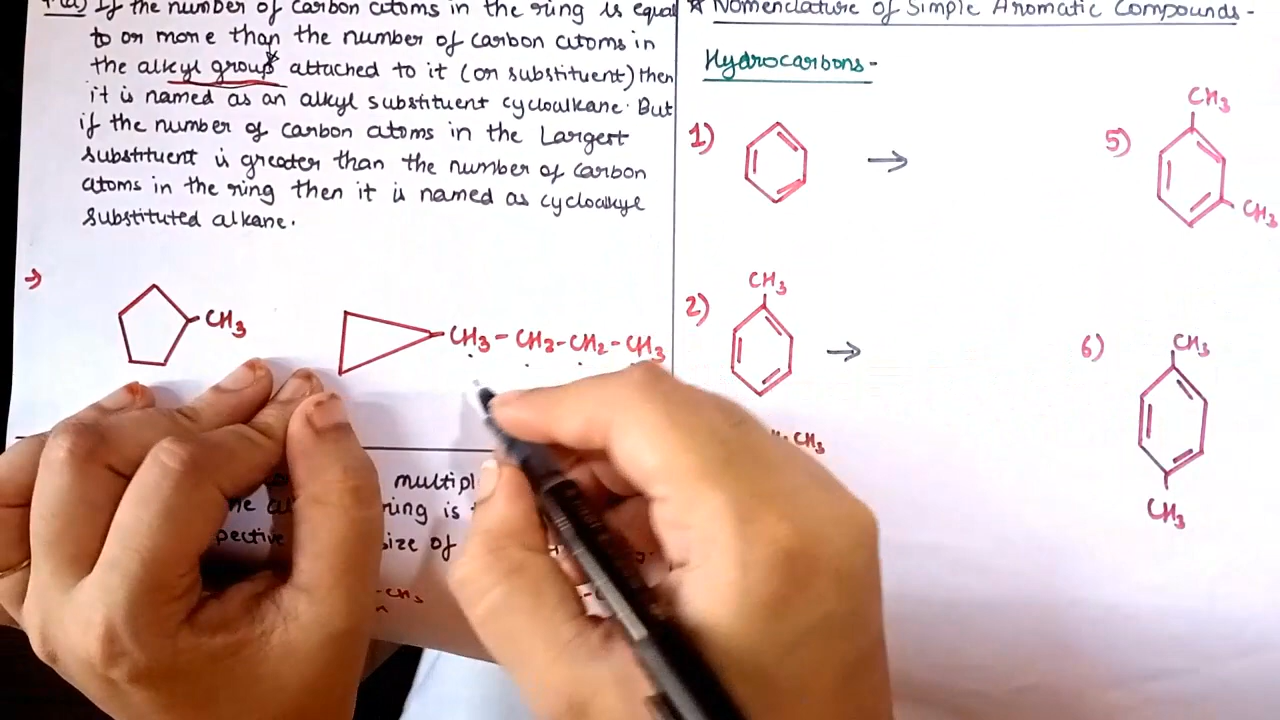 If the number of carbon atoms in the ring is equal
to or more than the number of carbon atoms in
the alkyl group* attached to it (or substituent) then
it is named as an alkyl substituent cycloalkane. But
if the number of carbon atoms in the Largest
substituent is greater than the number of carbon
atoms in the ring then it is named as cycloalkyl
substituted alkane.
CH3
CH3-CH2-CH2-CH3
multipl
ring is
size of
-CH3
☆ Nomenclature of Simple Aromatic Compounds-
Hydrocarbons-
1)
2) CH3
CH3
5) CH3
CH3
6) CH3
CH3